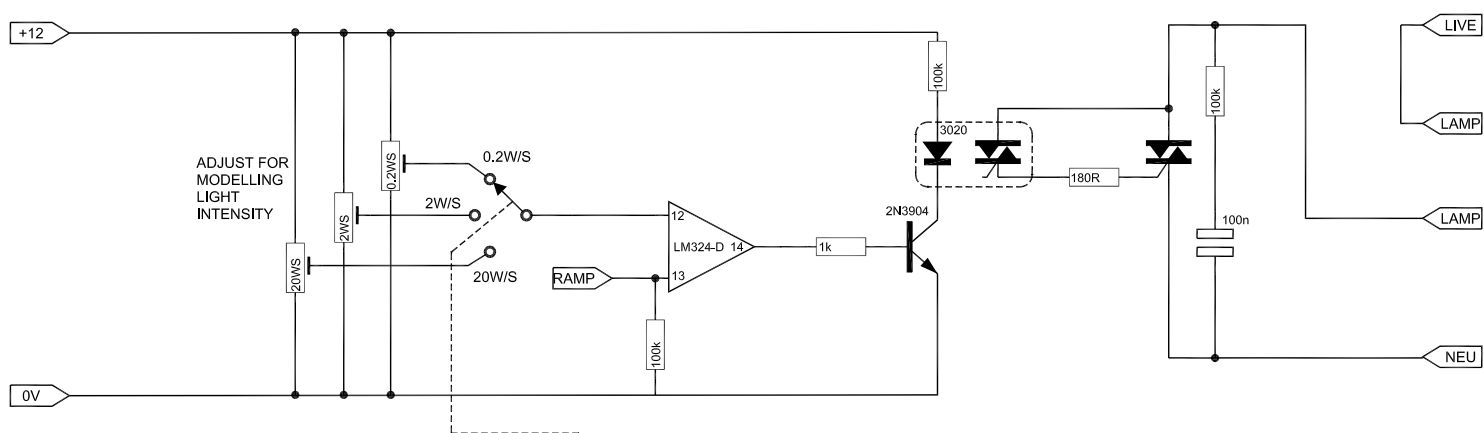 +12
LIVE
100k
100k
LAMP
3020
0.2W/S
0.2WS
ADJUST FOR
MODELLING
LIGHT
INTENSITY
180R
2W/S
2WS
12
2N3904
100n
LAMP
LM324-D 14
1k
20WS
20W/S
RAMP
13
100k
NEU
0V